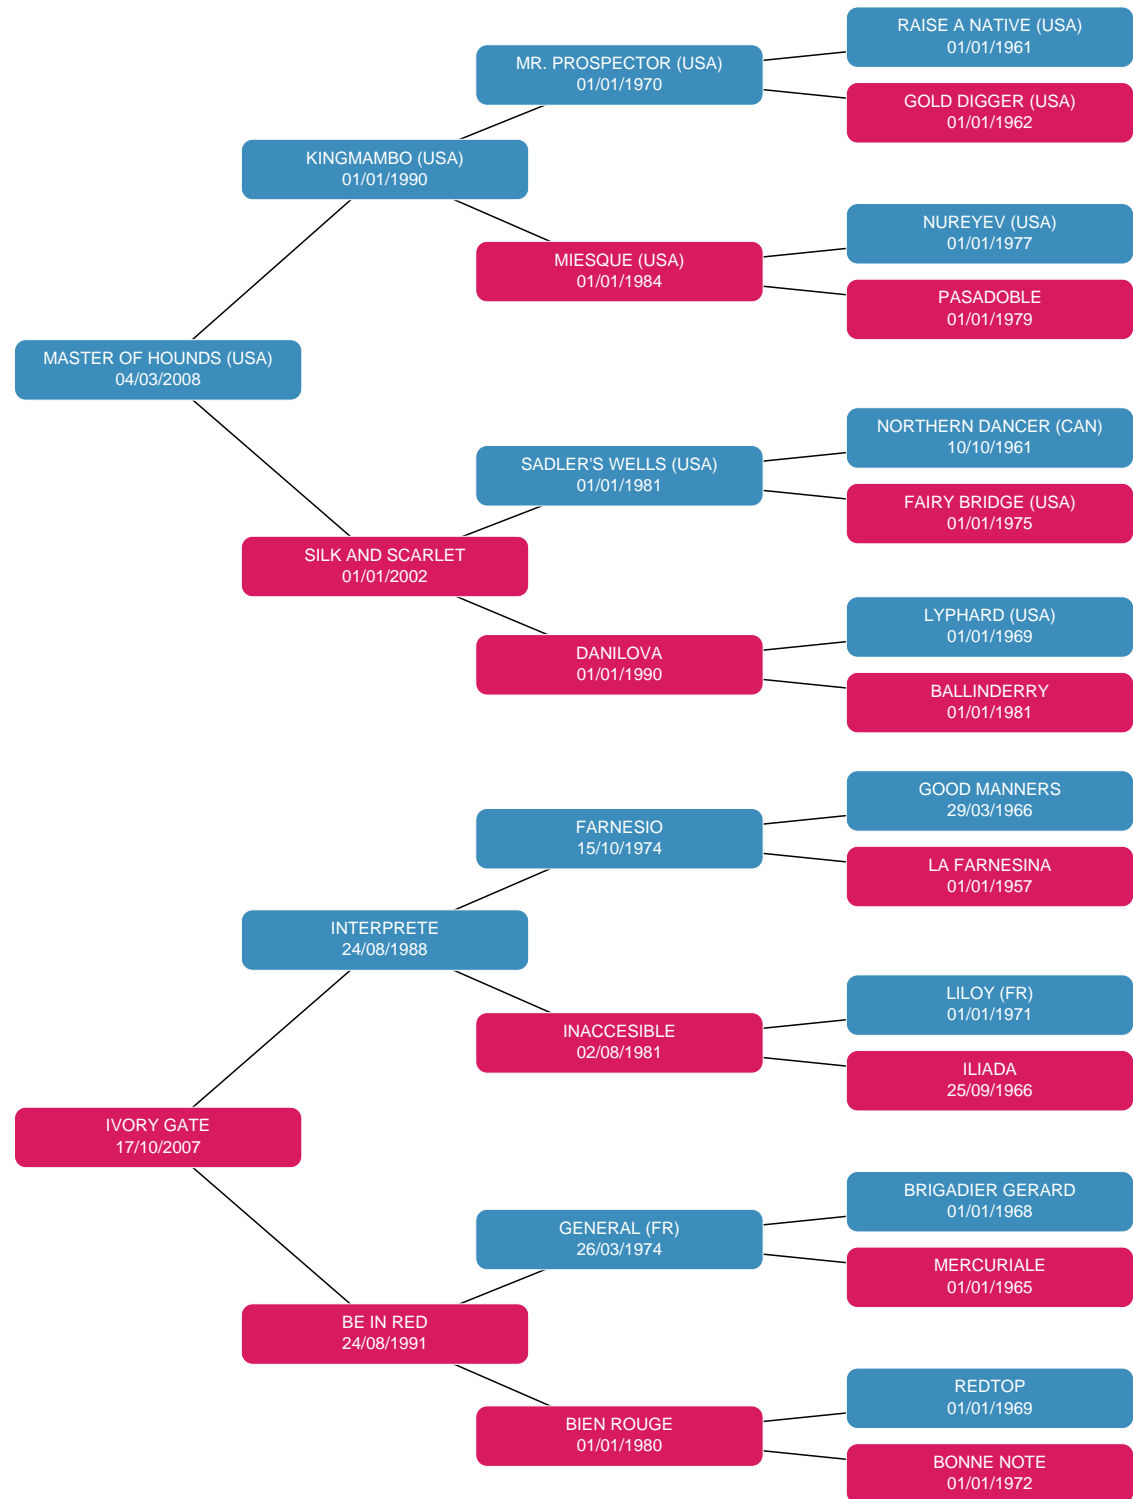 RAISE A NATIVE (USA)
01/01/1961
MR. PROSPECTOR (USA)
01/01/1970
GOLD DIGGER (USA)
01/01/1962
KINGMAMBO (USA)
01/01/1990
NUREYEV (USA)
01/01/1977
MIESQUE (USA)
01/01/1984
PASADOBLE
01/01/1979
MASTER OF HOUNDS (USA)
04/03/2008
NORTHERN DANCER (CAN)
10/10/1961
SADLER'S WELLS (USA)
01/01/1981
FAIRY BRIDGE (USA)
01/01/1975
SILK AND SCARLET
01/01/2002
LYPHARD (USA)
01/01/1969
DANILOVA
01/01/1990
BALLINDERRY
01/01/1981
GOOD MANNERS
29/03/1966
FARNESIO
15/10/1974
LA FARNESINA
01/01/1957
INTERPRETE
24/08/1988
LILOY (FR)
01/01/1971
INACCESIBLE
02/08/1981
ILIADA
25/09/1966
IVORY GATE
17/10/2007
BRIGADIER GERARD
01/01/1968
GENERAL (FR)
26/03/1974
MERCURIALE
01/01/1965
BE IN RED
24/08/1991
REDTOP
01/01/1969
BIEN ROUGE
01/01/1980
BONNE NOTE
01/01/1972